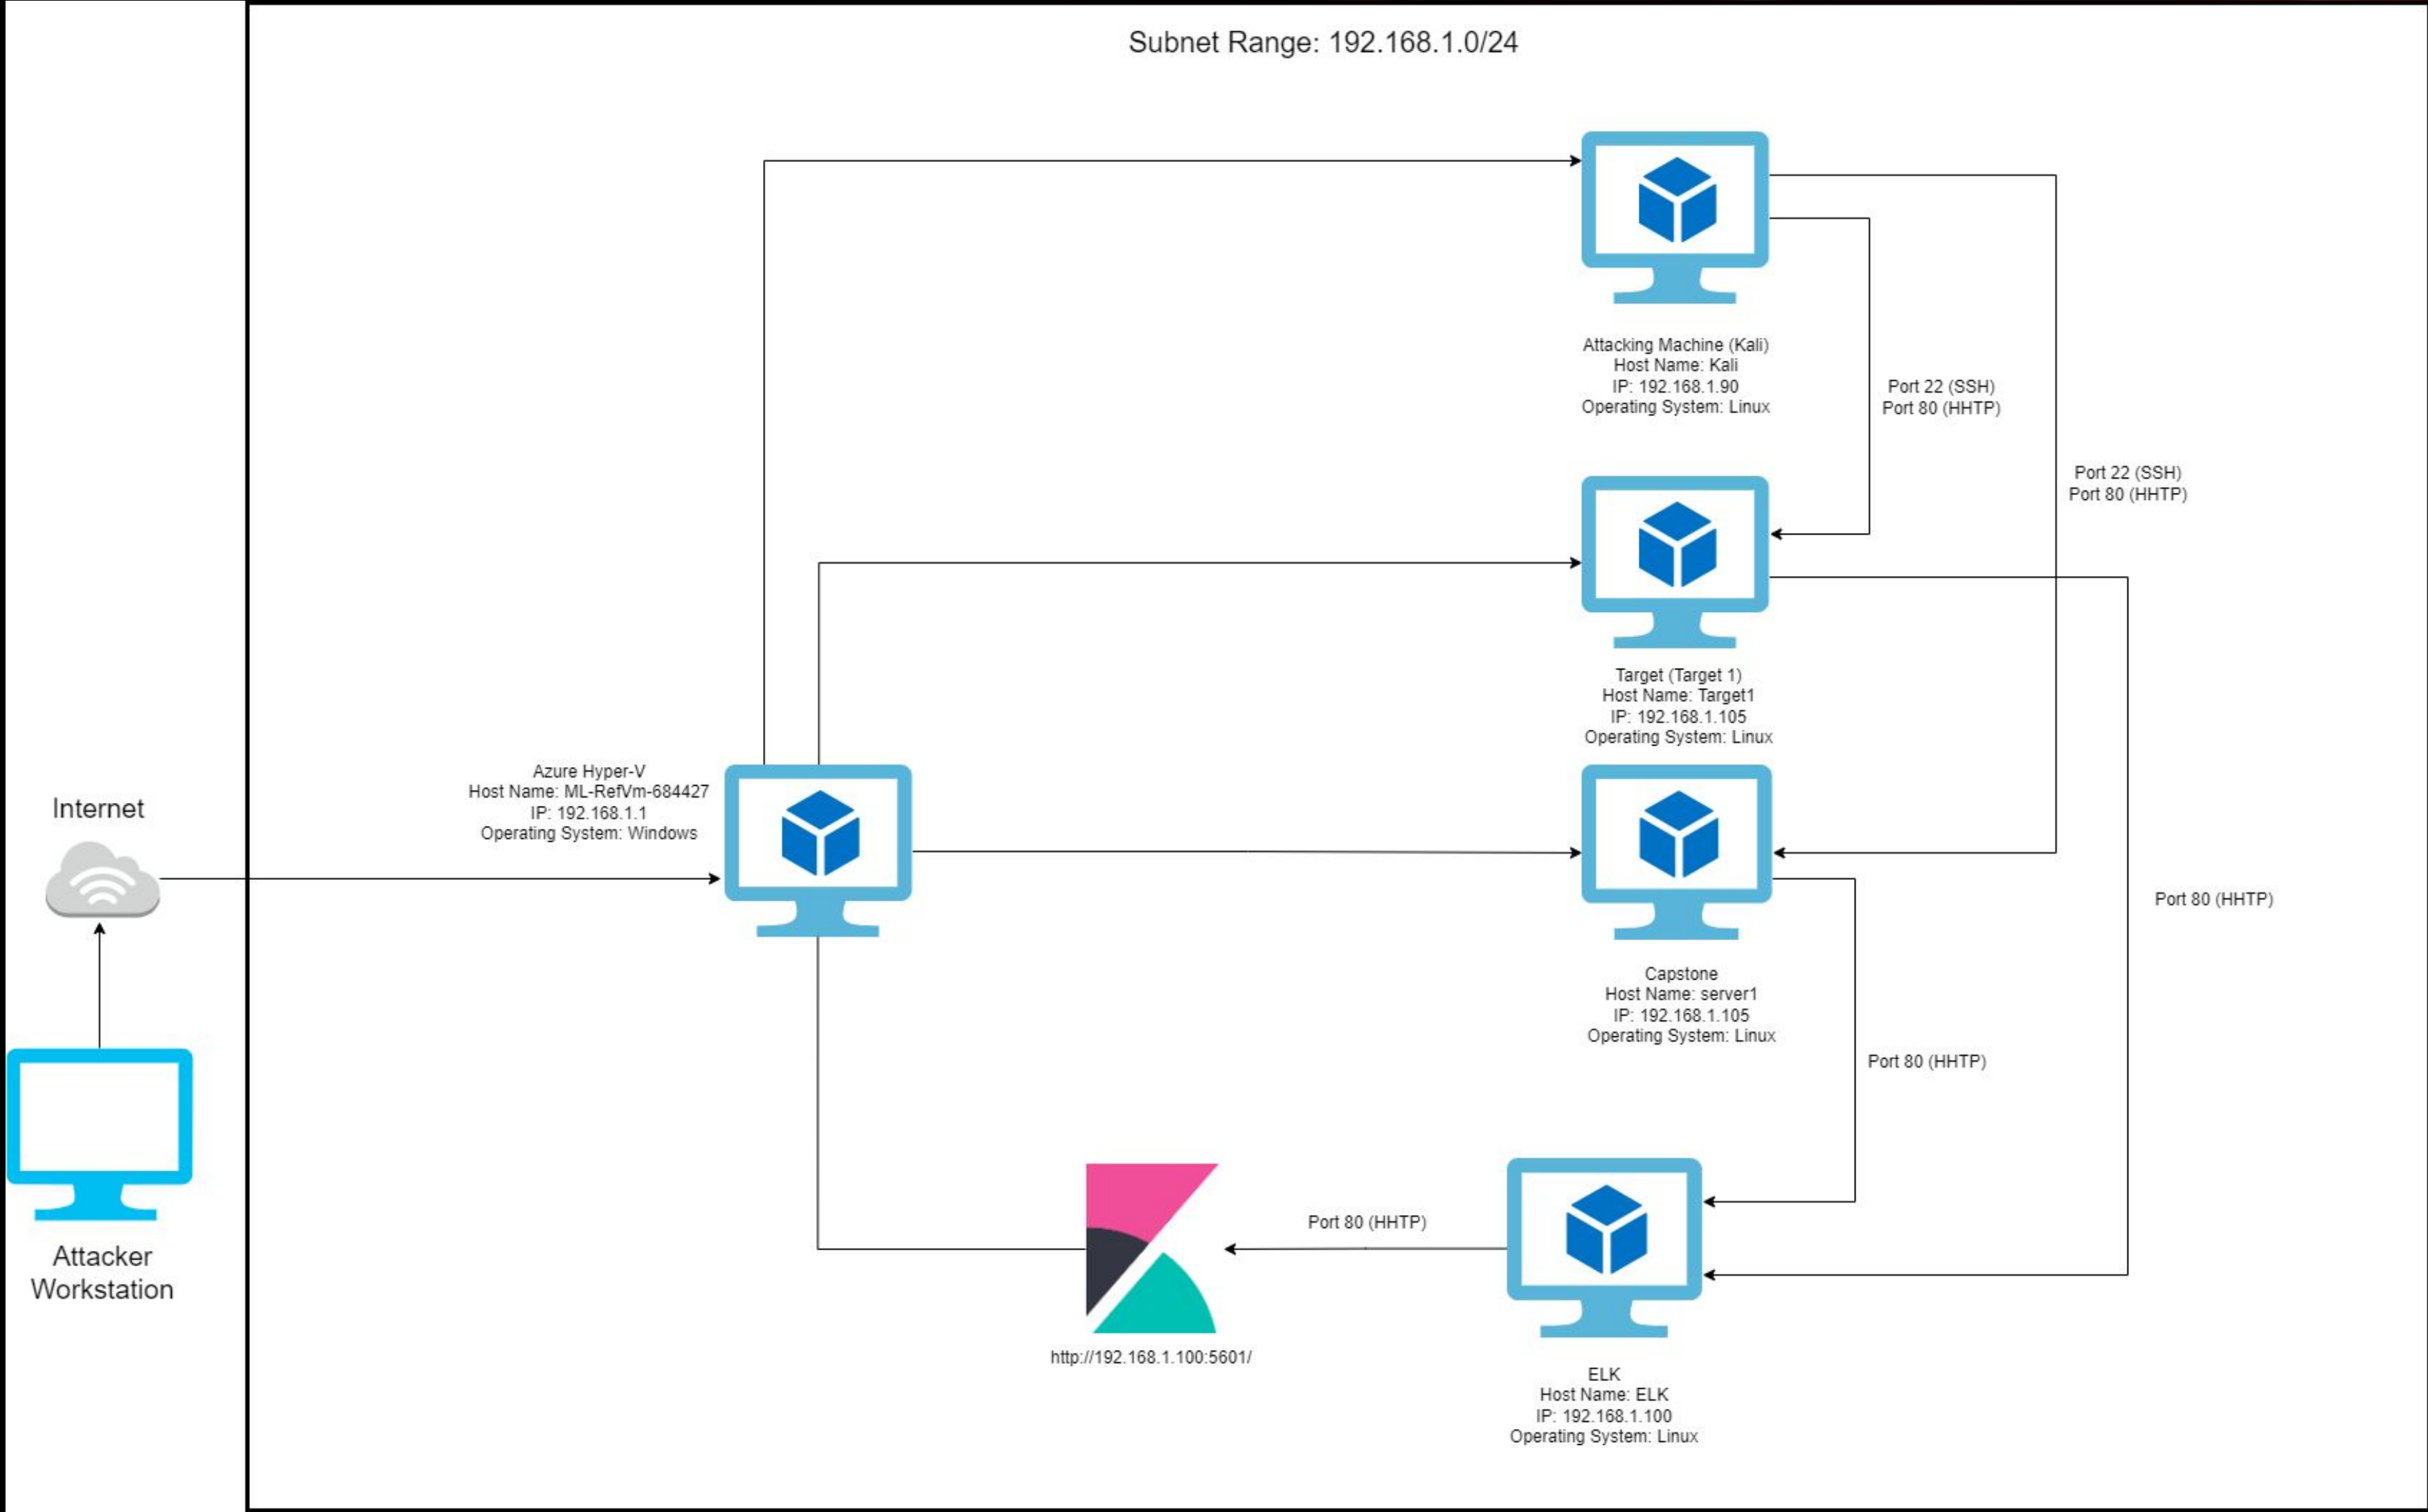 Subnet Range: 192.168.1.0/24
Attacking Machine (Kali)
Host Name: Kali
IP: 192.168.1.90
Operating System: Linux
Port 22 (SSH)
Port 80 (HHTP)
Port 22 (SSH)
Port 80 (HHTP)
Target (Target 1)
Host Name: Target1
IP: 192.168.1.105
Operating System: Linux
Azure Hyper-V
Host Name: ML-RefVm-684427
IP: 192.168.1.1
Operating System: Windows
Internet
Port 80 (HHTP)
Capstone
Host Name: server1
IP: 192.168.1.105
Operating System: Linux
Port 80 (HHTP)
Port 80 (HHTP)
Attacker
Workstation
http://192.168.1.100:5601/
ELK
Host Name: ELK
IP: 192.168.1.100
Operating System: Linux